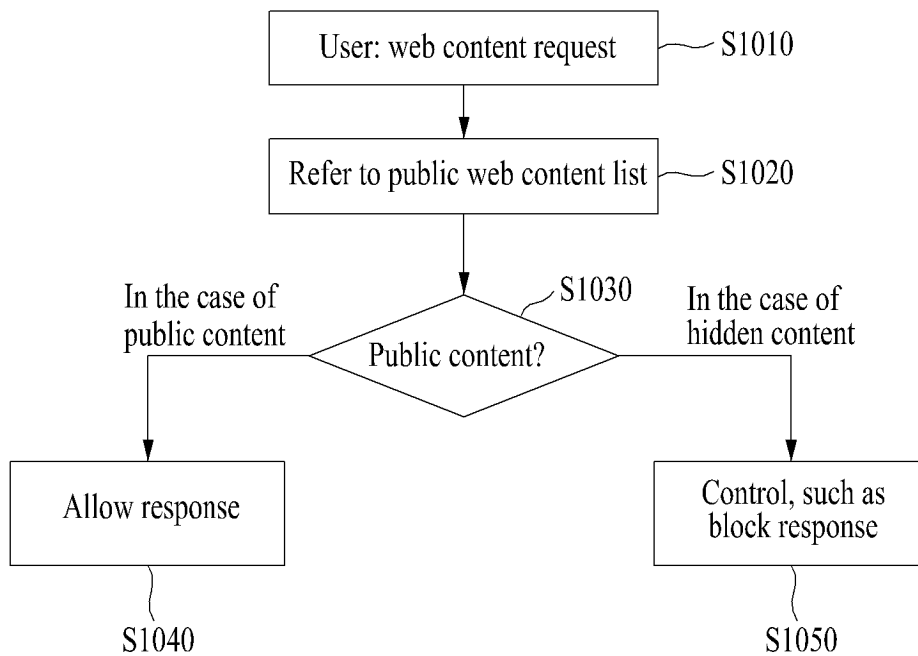 User: web content request
S1010
Refer to public web content list
S1020
S1030
In the case of
public content
Public content?
In the case of
hidden content
Allow response
Control, such as
block response
S1040
S1050